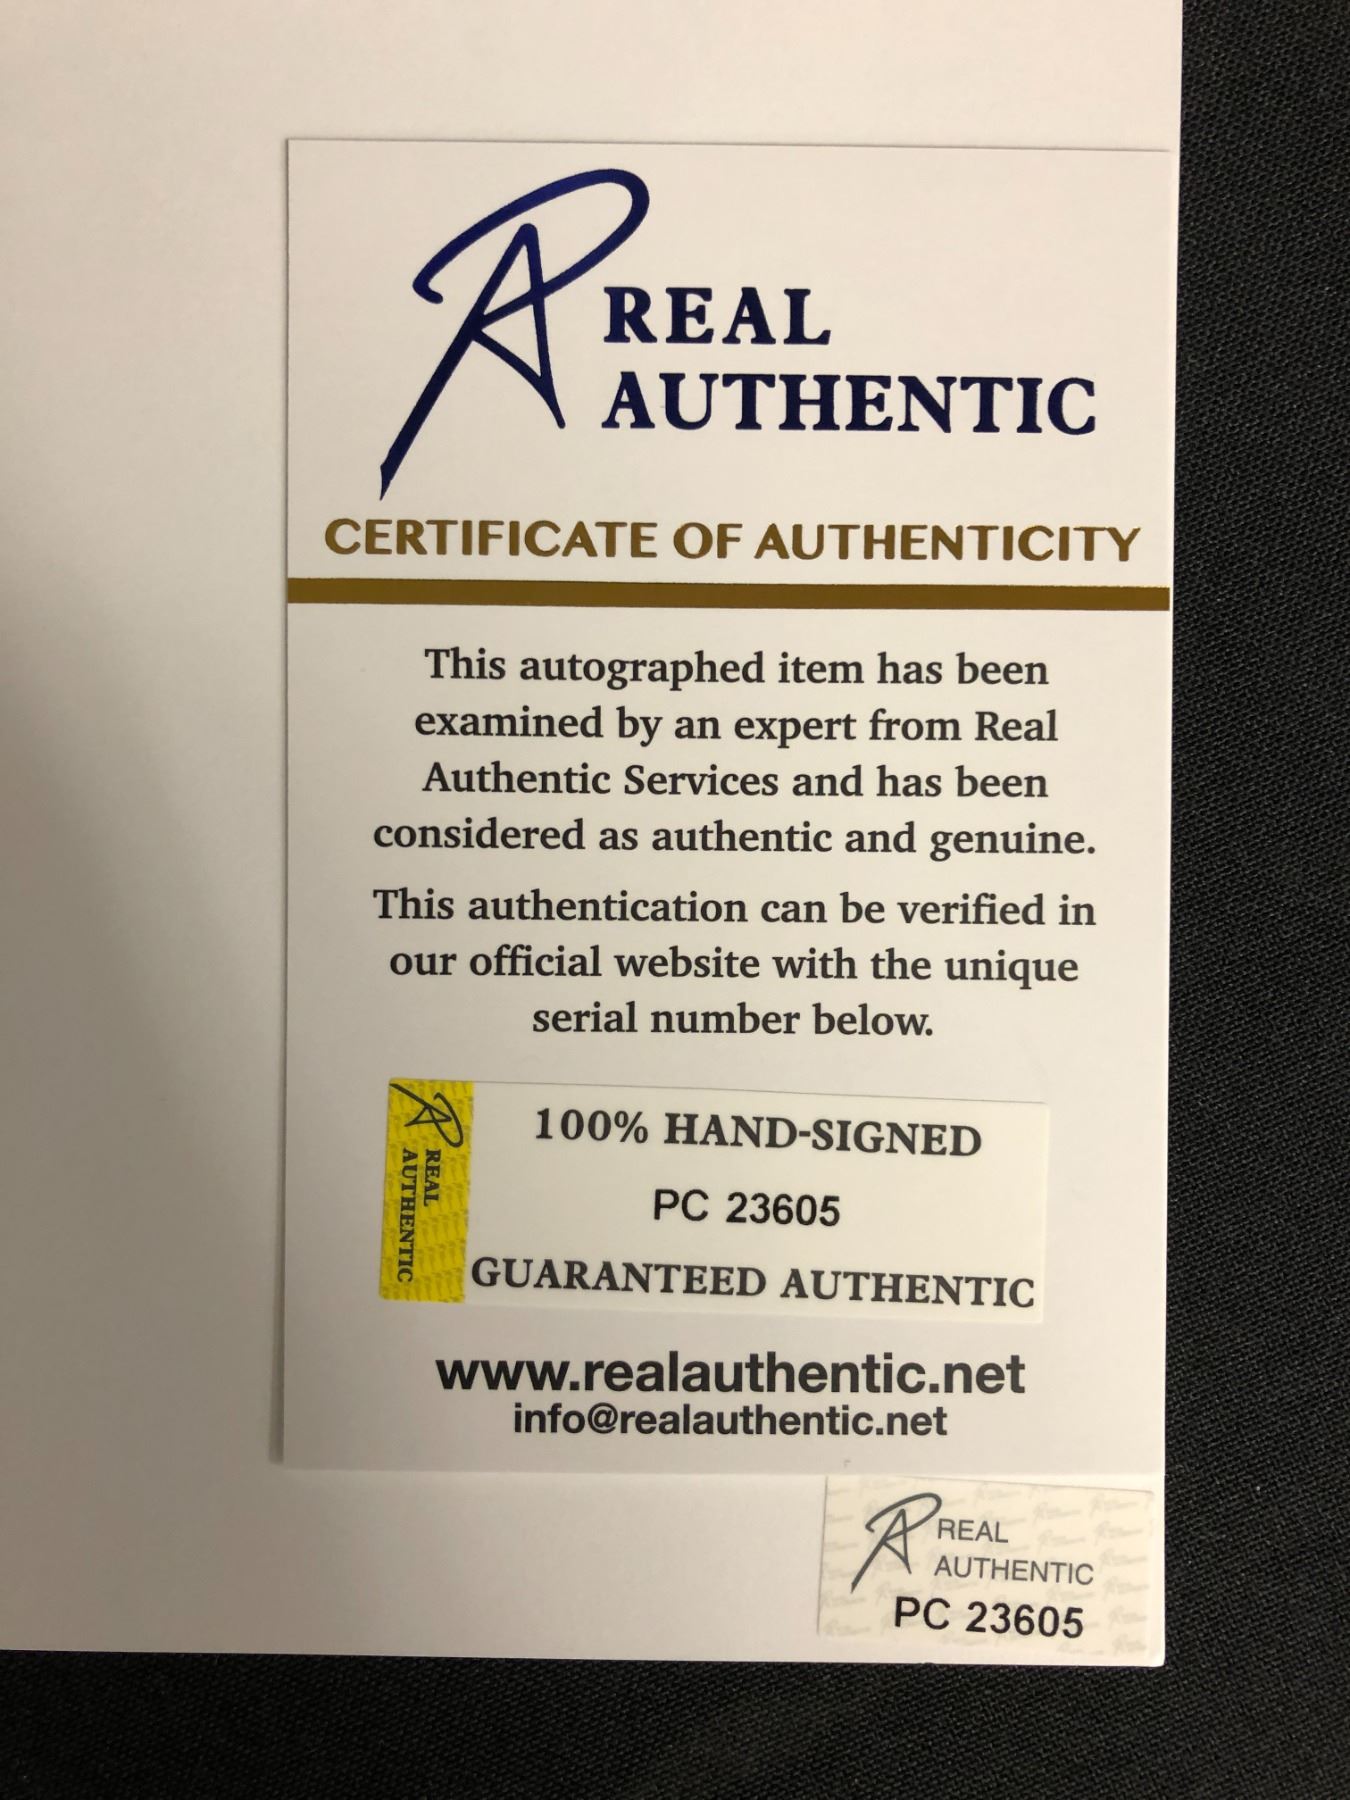 REAL
AUTHENTIC
CERTIFICATE OF AUTHENTICITY
This autographed item has been
examined by an expert from Real
Authentic Services and has been
considered as authentic and genuine.
This authentication can be verified in
our official website with the unique
serial number below.
REAL
AUTHENTIC
100% HAND-SIGNED
PC 23605
GUARANTEED AUTHENTIC
www.realauthentic.net
info@realauthentic.net
REAL
AUTHENTIC
PC 23605